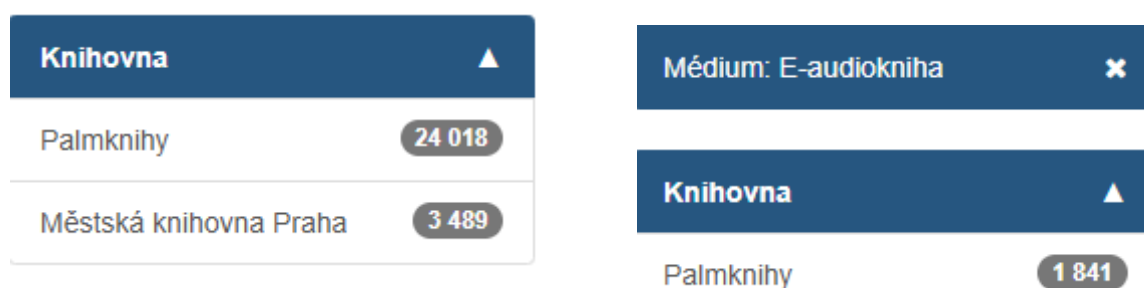 Knihovna ▲
Palmknihy 24 018
Městská knihovna Praha 3 489
Médium: E-audiokniha ✖
Knihovna ▲
Palmknihy 1 841